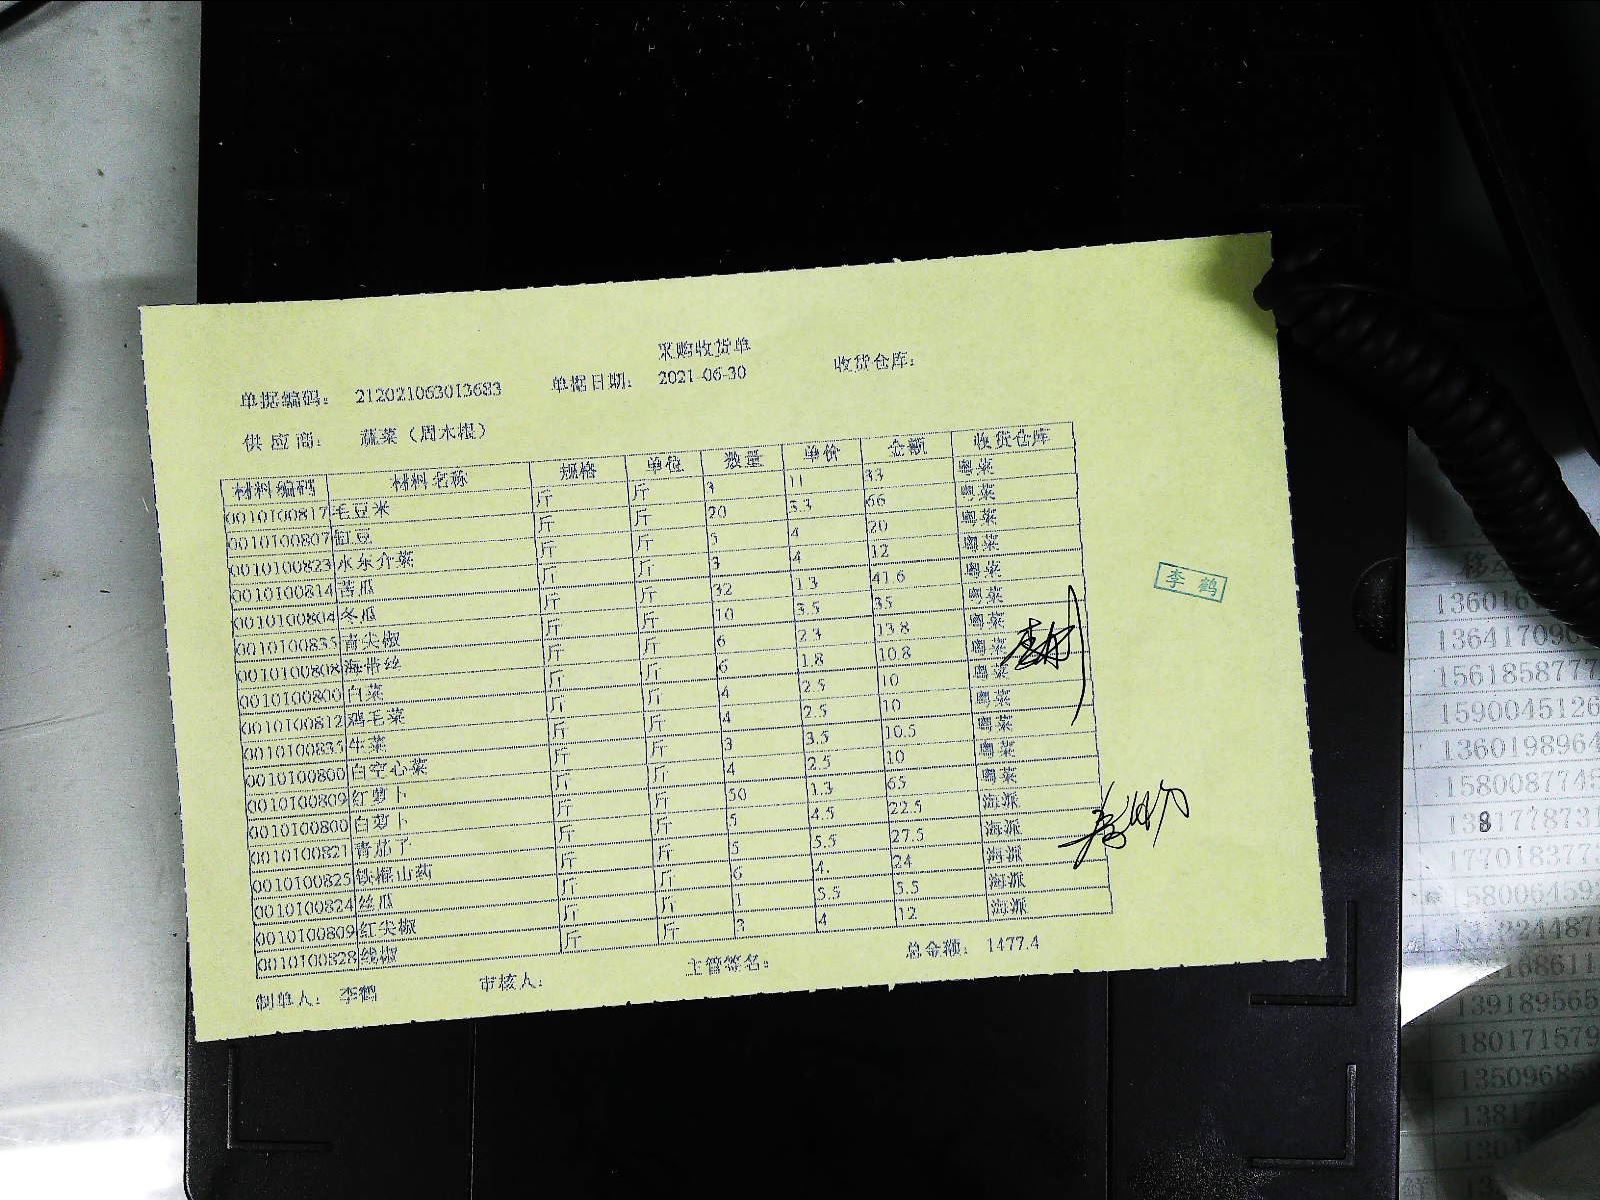 采购收货单
单据编码： 212021063013683 单据日期： 2021-06-30 收货仓库：
供 应 商： 蔬菜（周木根）
材料编码 材料名称 规格 单位 数量 单价 金额 收货仓库
0010100817 毛豆米 斤 斤 3 11 33 粤菜
0010100807 豇豆 斤 斤 20 3.3 66 粤菜
0010100823 水东介菜 斤 斤 5 4 20 粤菜
0010100814 苦瓜 斤 斤 3 4 12 粤菜
0010100804 冬瓜 斤 斤 32 1.3 41.6 粤菜
0010100835 青尖椒 斤 斤 10 3.5 35 粤菜
0010100808 海带丝 斤 斤 6 2.3 13.8 粤菜
0010100800 白菜 斤 斤 6 1.8 10.8 粤菜
0010100812 鸡毛菜 斤 斤 4 2.5 10 粤菜
0010100835 生菜 斤 斤 4 2.5 10 粤菜
0010100800 白空心菜 斤 斤 3 3.5 10.5 粤菜
0010100809 红萝卜 斤 斤 4 2.5 10 粤菜
0010100800 白萝卜 斤 斤 50 1.3 65 粤菜
0010100821 青茄子 斤 斤 5 4.5 22.5 海派
0010100825 铁棍山药 斤 斤 5 5.5 27.5 海派
0010100824 丝瓜 斤 斤 6 4. 24 海派
0010100809 红尖椒 斤 斤 1 5.5 5.5 海派
0010100828 线椒 斤 斤 3 4 12 海派
制单人： 李鹤 审核人： 主管签名： 总金额： 1477.4
李 鹤
移
136417090
1561858777
1590045126
1360198964
1580087745
1381778731
177018377
158006459
139189565
180171579